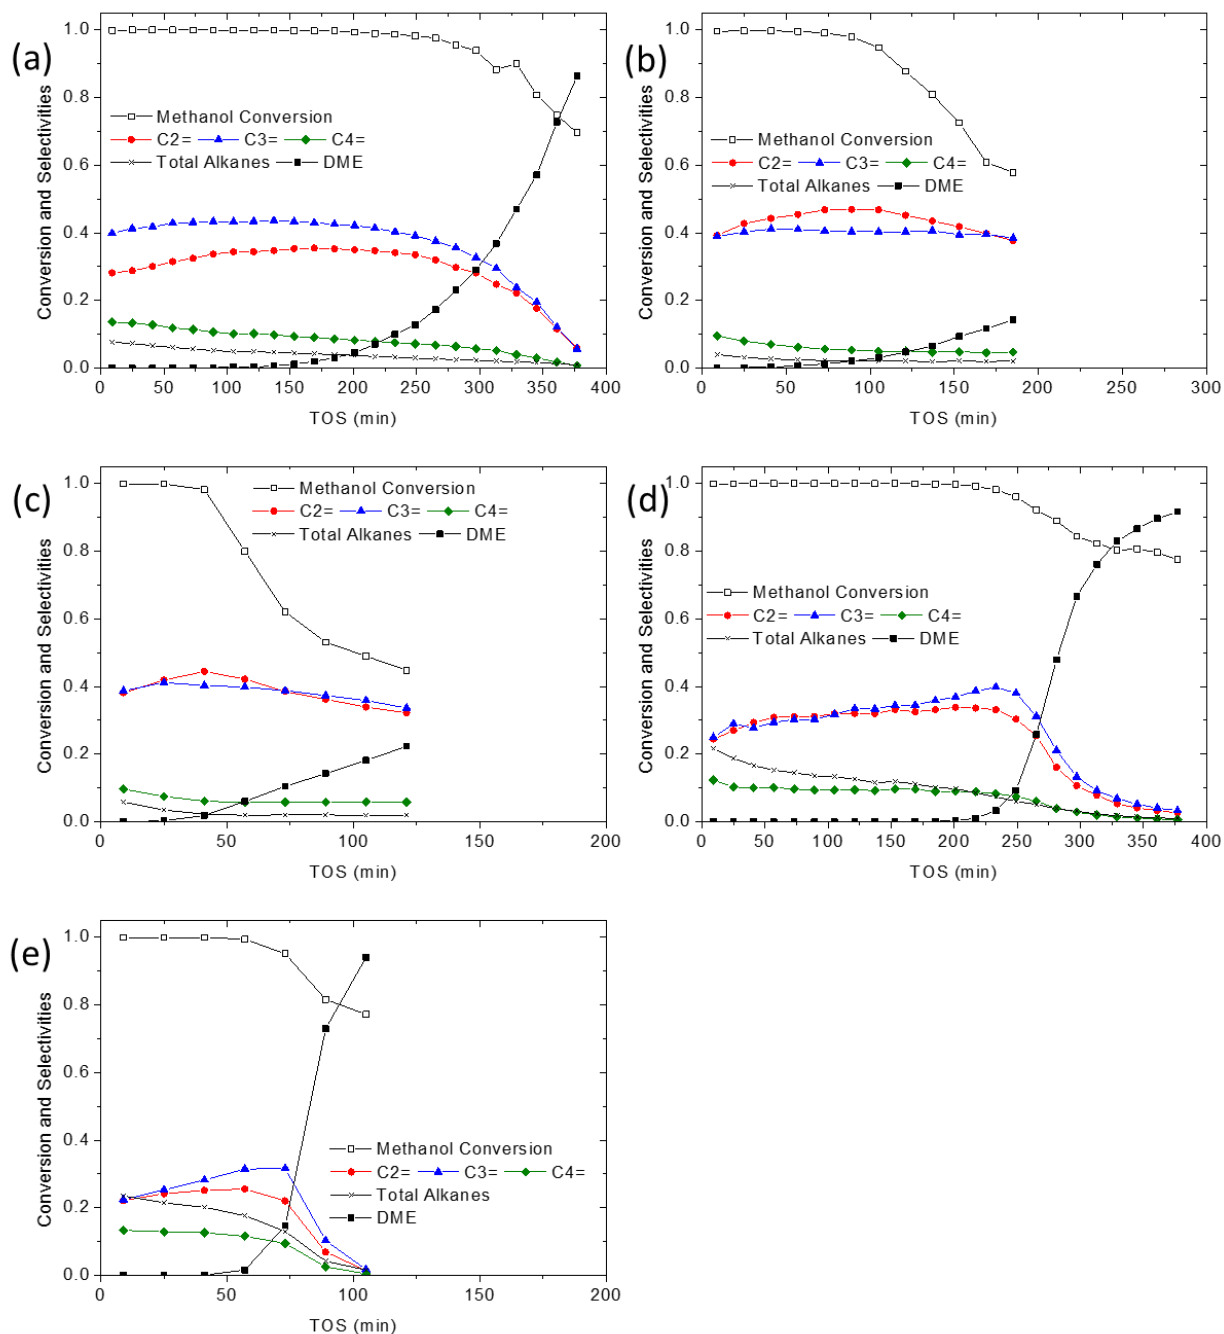 (a)
Conversion and Selectivities
1.0
0.8
0.6
0.4
0.2
0.0
Methanol Conversion
C2= C3= C4=
Total Alkanes DME
0 50 100 150 200 250 300 350 400
TOS (min)
(b)
Conversion and Selectivities
1.0
0.8
0.6
0.4
0.2
0.0
Methanol Conversion
C2= C3= C4=
Total Alkanes DME
0 50 100 150 200 250 300
TOS (min)
(c)
Conversion and Selectivities
1.0
0.8
0.6
0.4
0.2
0.0
Methanol Conversion
C2= C3= C4=
Total Alkanes DME
0 50 100 150 200
TOS (min)
(d)
Conversion and Selectivities
1.0
0.8
0.6
0.4
0.2
0.0
Methanol Conversion
C2= C3= C4=
Total Alkanes DME
0 50 100 150 200 250 300 350 400
TOS (min)
(e)
Conversion and Selectivities
1.0
0.8
0.6
0.4
0.2
0.0
Methanol Conversion
C2= C3= C4=
Total Alkanes
DME
0 50 100 150 200
TOS (min)